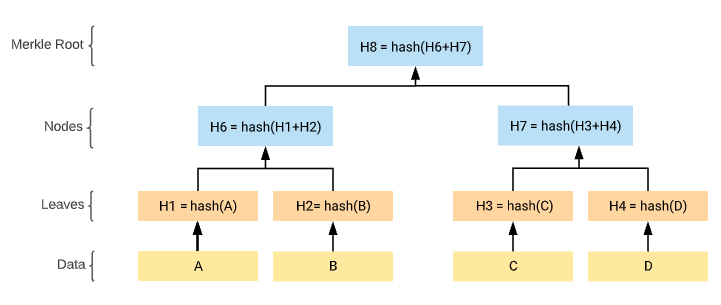 Merkle Root
H8 = hash(H6+H7)
Nodes
H6 = hash(H1+H2)
H7 = hash(H3+H4)
Leaves
H1 =hash(A)
H2= hash(B)
H3 = hash(C)
H4 = hash(D)
Data
A
B
C
D